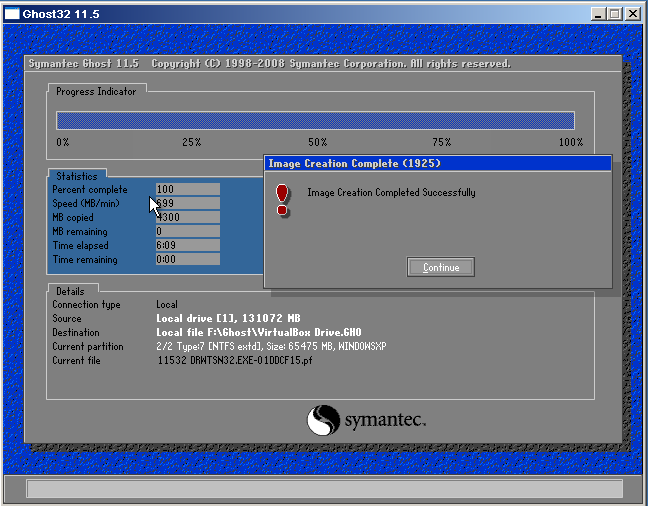 Ghost32 11.5
Symantec Ghost 11.5 Copyright (C) 1998-2008 Symantec Corporation. All rights reserved.
Progress Indicator
0% 25% 50% 75% 100%
Image Creation Complete (1925)
Image Creation Completed Successfully
Continue
Statistics
Percent complete 100
Speed (MB/min) 699
MB copied 4300
MB remaining 0
Time elapsed 6:09
Time remaining 0:00
Details
Connection type Local
Source Local drive [1], 131072 MB
Destination Local file F:\Ghost\VirtualBox Drive.GHO
Current partition 2/2 Type:7 [NTFS extd], Size: 65475 MB, WINDOWSXP
Current file 11532 DRWTSN32.EXE-01DDCF15.pf
symantec.